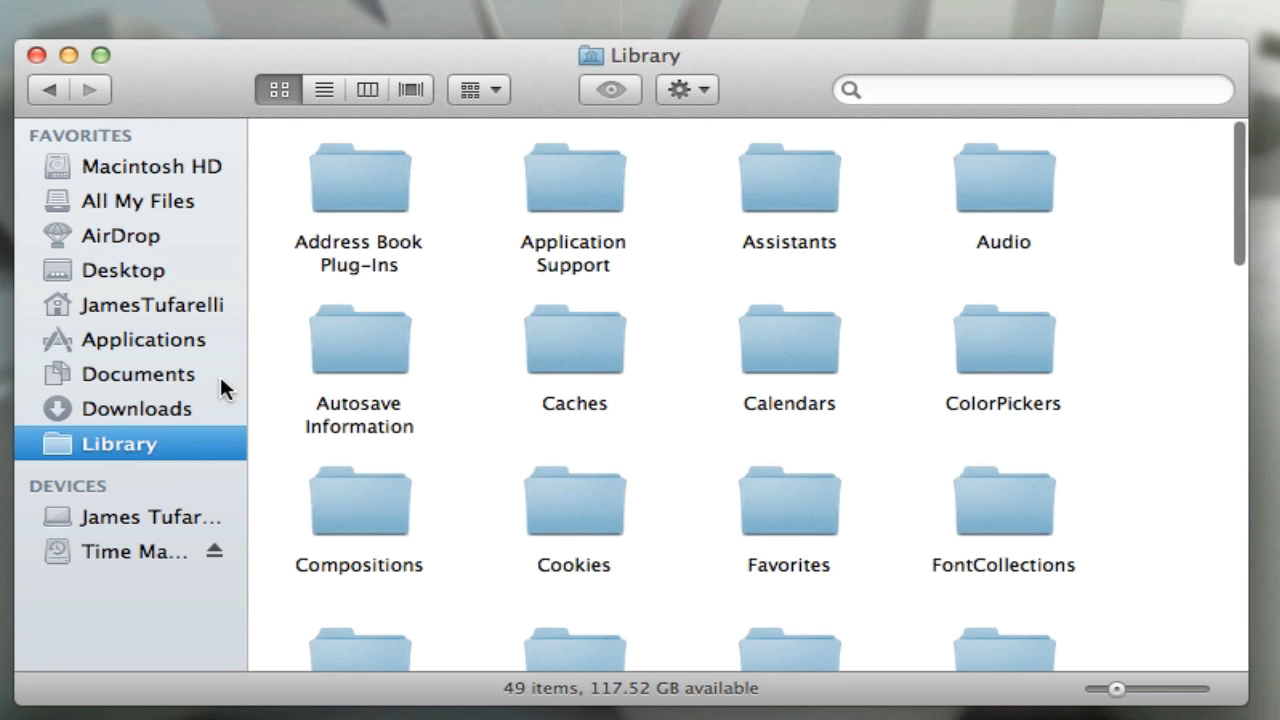 Library
FAVORITES
Macintosh HD
All My Files
AirDrop
Desktop
JamesTufarelli
Applications
Documents
Downloads
Library
DEVICES
James Tufar...
Time Ma...
Address Book
Plug-Ins
Application
Support
Assistants
Audio
Autosave
Information
Caches
Calendars
ColorPickers
Compositions
Cookies
Favorites
FontCollections
49 items, 117.52 GB available